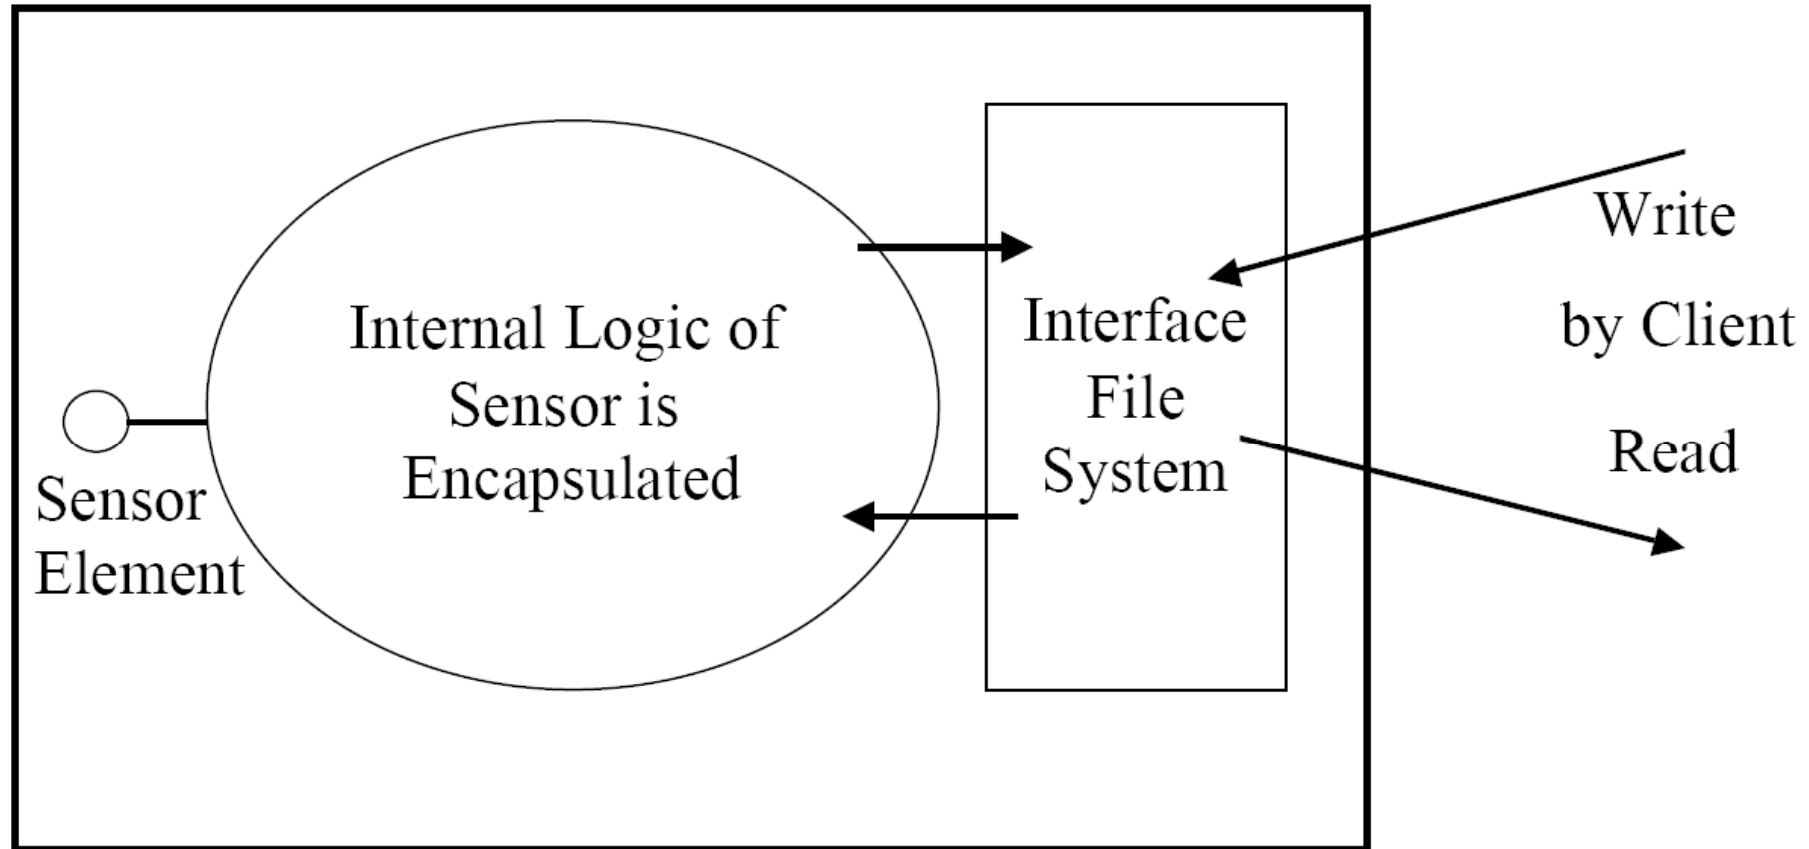 Sensor
Element
Internal Logic of
Sensor is
Encapsulated
Interface
File
System
Write
by Client
Read